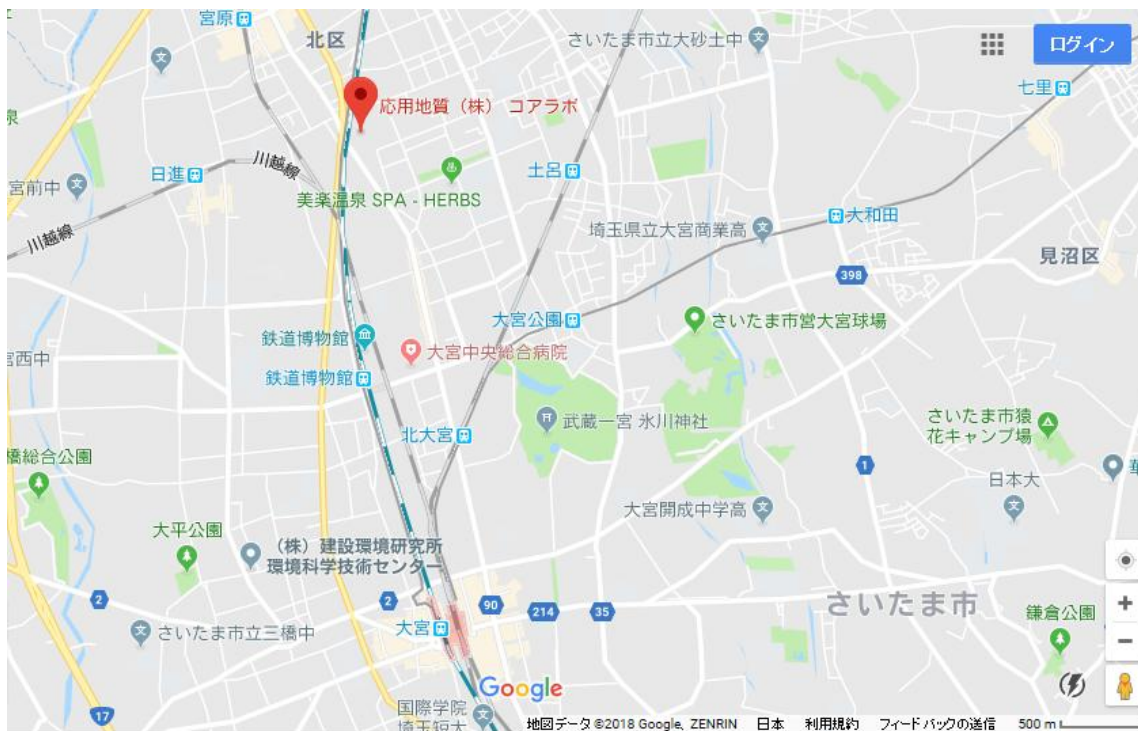 宮原
北区
さいたま市立大砂土中
ログイン
七里
応用地質（株） コアラボ
泉
川越線
日進
土呂
宮前中
美楽温泉 SPA - HERBS
大和田
埼玉県立大宮商業高
川越線
見沼区
398
大宮公園
さいたま市営大宮球場
鉄道博物館
大宮中央総合病院
宮西中
鉄道博物館
武蔵一宮 氷川神社
さいたま市猿
花キャンプ場
北大宮
橋総合公園
1
日本大
大宮開成中学高
大平公園
（株）建設環境研究所
環境科学技術センター
2
2
90
214
35
さいたま市
鎌倉公園
大宮
さいたま市立三橋中
Google
17
国際学院
埼玉短大
地図データ ©2018 Google, ZENRIN 日本 利用規約 フィードバックの送信 500 m